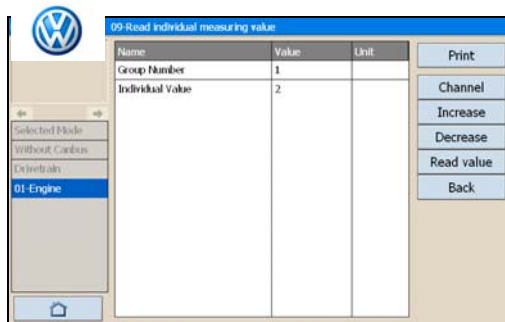 09-Read individual measuring value
Name Value Unit
Group Number 1
Individual Value 2
Selected Mode
Without Canbus
Drivetrain
01-Engine
Print
Channel
Increase
Decrease
Read value
Back